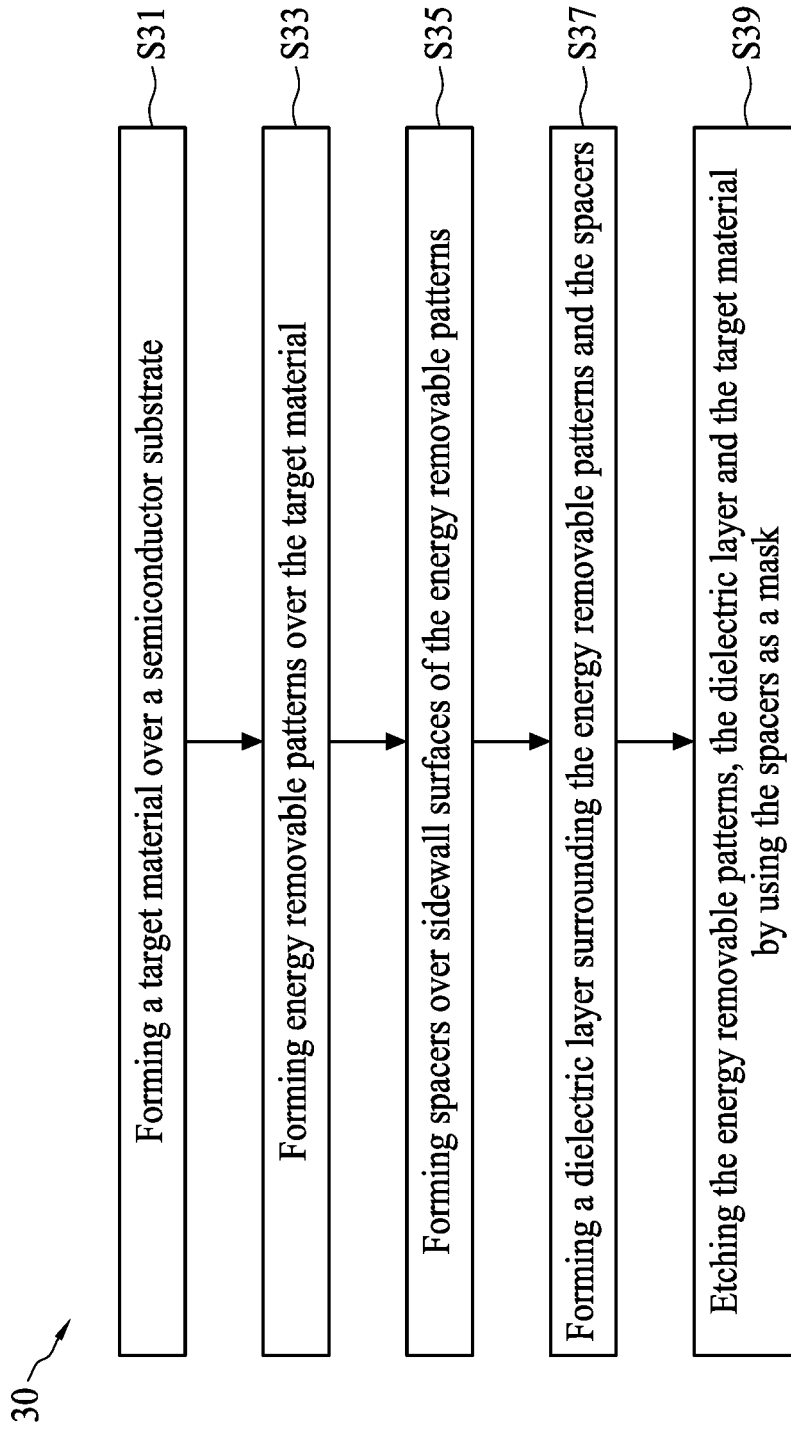 30
Forming a target material over a semiconductor substrate
S31
Forming energy removable patterns over the target material
S33
Forming spacers over sidewall surfaces of the energy removable patterns
S35
Forming a dielectric layer surrounding the energy removable patterns and the spacers
S37
Etching the energy removable patterns, the dielectric layer and the target material
by using the spacers as a mask
S39